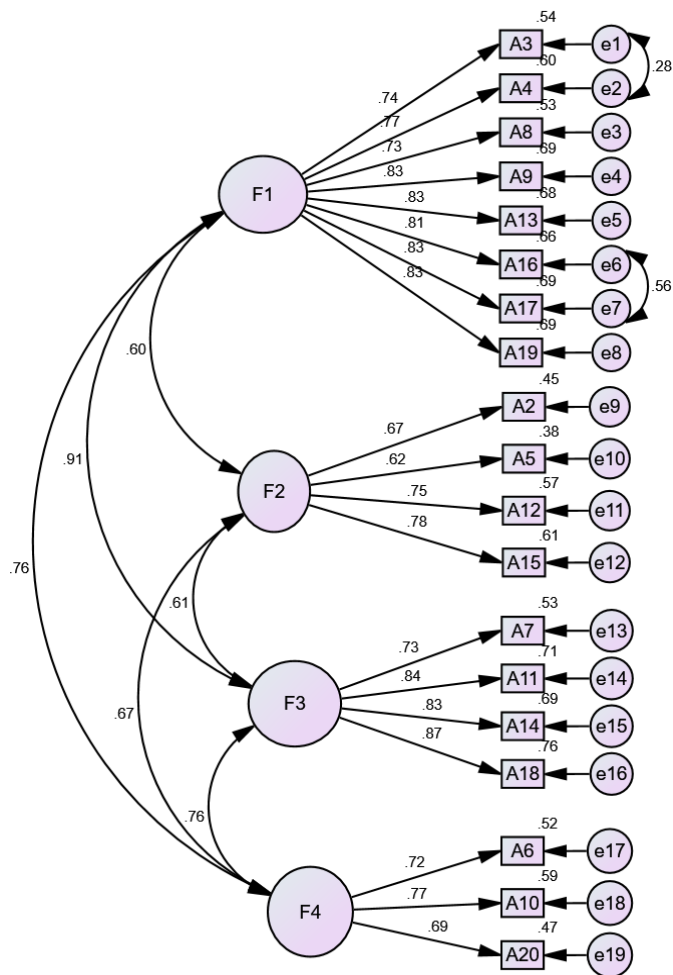 .54
A3 e1
.60
.28
.74
A4 e2
.53
.77
A8 e3
.69
.73
A9 e4
.68
.83
F1
.83
A13 e5
.66
.81
A16 e6
.69
.83
.56
A17 e7
.69
.83
A19 e8
.60
.45
A2 e9
.67
.38
.91
.62
A5 e10
.57
F2
.75
A12 e11
.61
.78
A15 e12
.76
.61
.53
A7 e13
.73
.71
.84
A11 e14
.69
F3
.83
A14 e15
.76
.67
.87
A18 e16
.76
.52
A6 e17
.72
.59
.77
A10 e18
.47
F4
.69
A20 e19